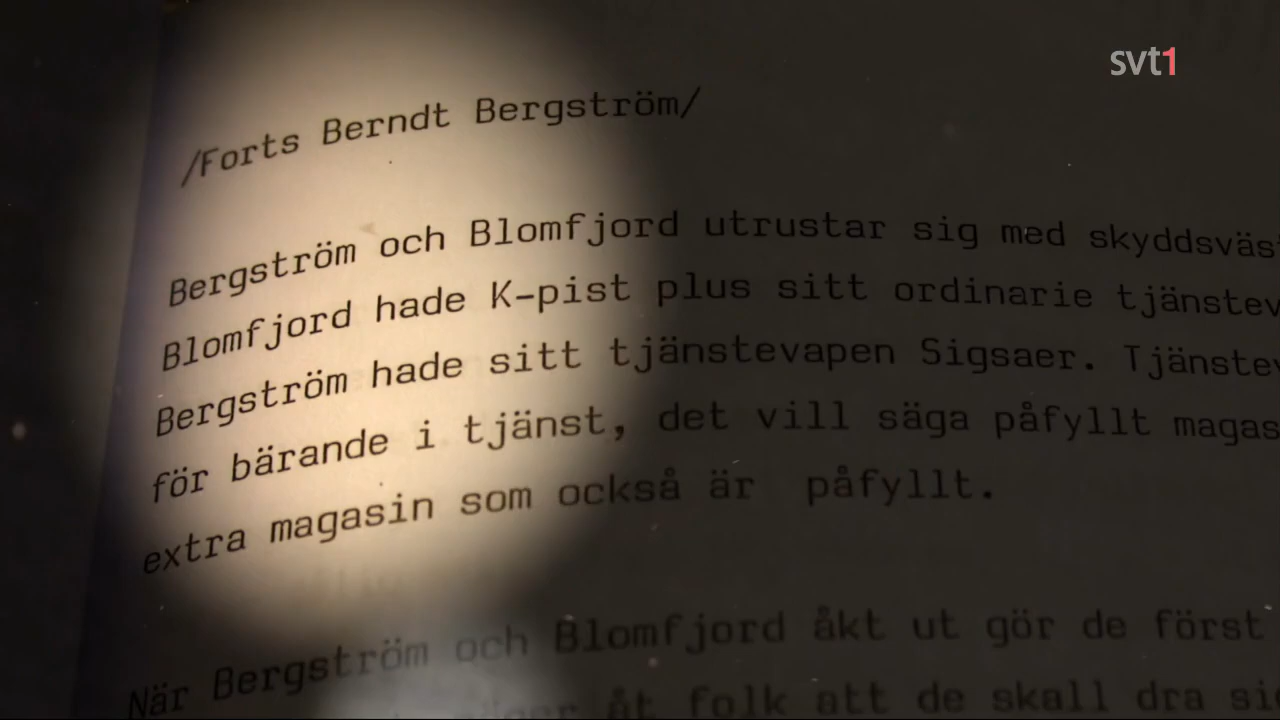 svt1
/Forts Berndt Bergström/
Bergström och Blomfjord utrustar sig med skyddsväs
Blomfjord hade K-pist plus sitt ordinarie tjänstev
Bergström hade sitt tjänstevapen Sigsaer. Tjänstev
för bärande i tjänst, det vill säga påfyllt magas
extra magasin som också är påfyllt.
När Bergström och Blomfjord åkt ut gör de först
åt folk att de skall dra si